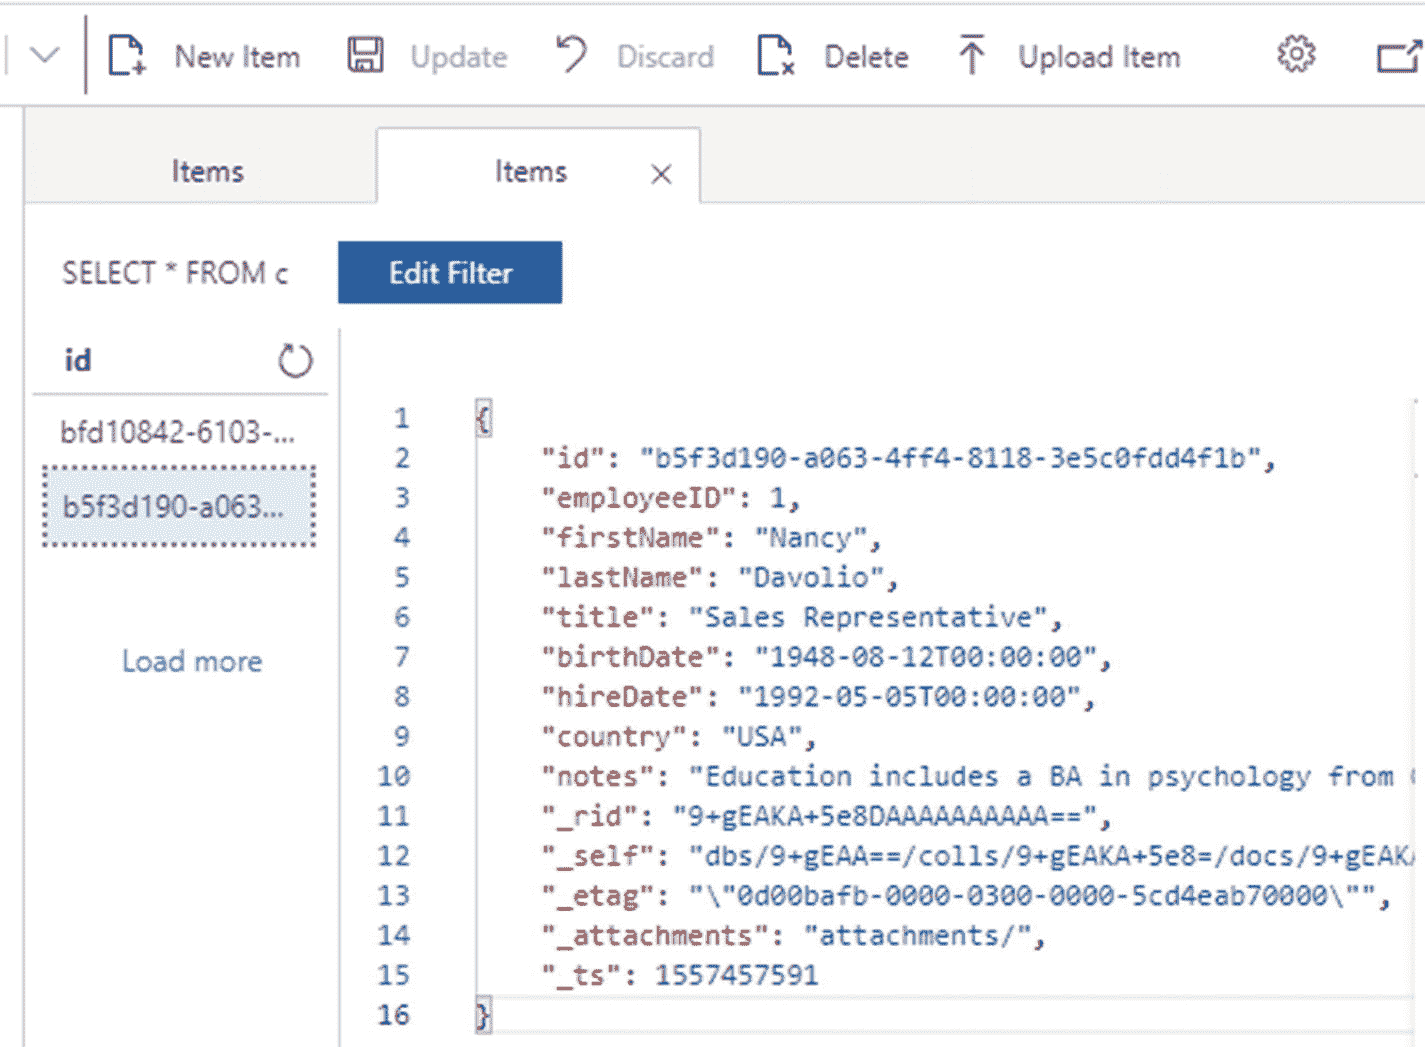 New Item Update Discard Delete Upload Item
Items Items
SELECT * FROM c Edit Filter
id
bfd10842-6103-...
b5f3d190-a063...
Load more
1 {
2 "id": "b5f3d190-a063-4ff4-8118-3e5c0fdd4f1b",
3 "employeeID": 1,
4 "firstName": "Nancy",
5 "lastName": "Davolio",
6 "title": "Sales Representative",
7 "birthDate": "1948-08-12T00:00:00",
8 "hireDate": "1992-05-05T00:00:00",
9 "country": "USA",
10 "notes": "Education includes a BA in psychology from
11 "_rid": "9+gEAKA+5e8DAAAAAAAAAA==",
12 "_self": "dbs/9+gEAA==/colls/9+gEAKA+5e8=/docs/9+gEAKA
13 "_etag": "\"0d00bafb-0000-0300-0000-5cd4eab70000\"",
14 "_attachments": "attachments/",
15 "_ts": 1557457591
16 }